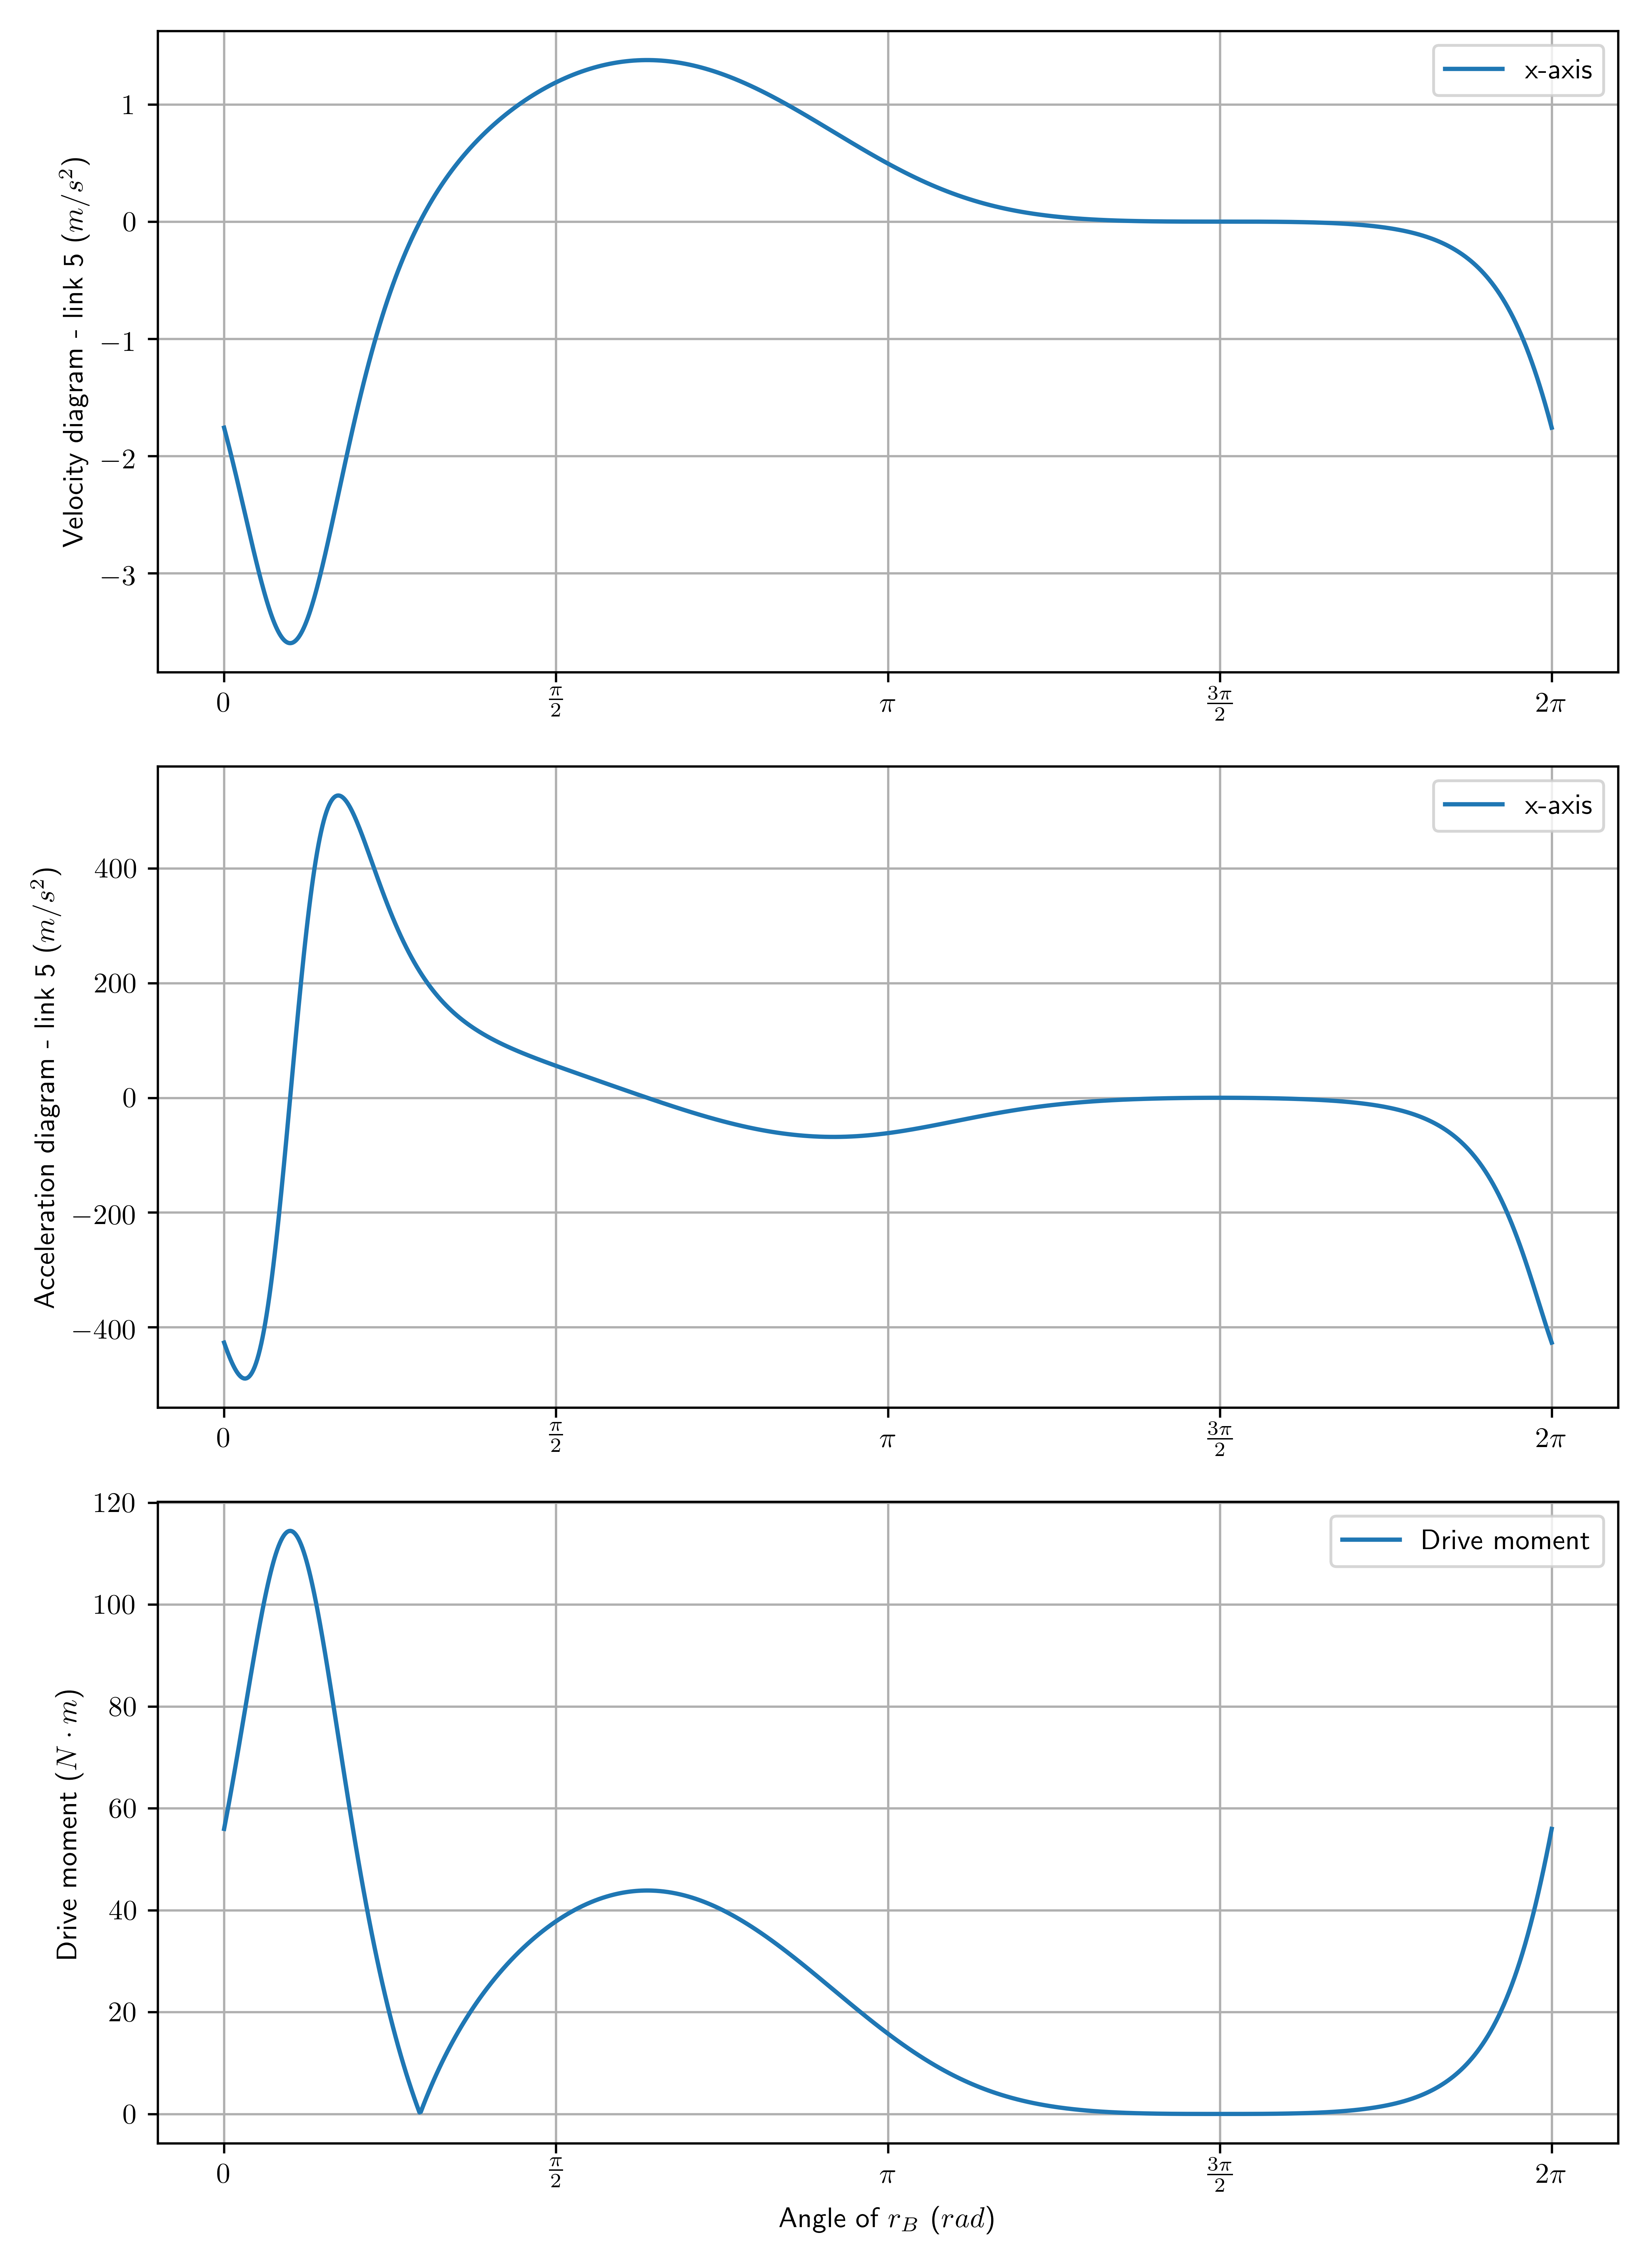 Velocity diagram - link 5 (m/s²)
1
0
−1
−2
−3
x-axis
0 π/2 π 3π/2 2π
Acceleration diagram - link 5 (m/s²)
400
200
0
−200
−400
x-axis
0 π/2 π 3π/2 2π
Drive moment (N · m)
120
100
80
60
40
20
0
Drive moment
0 π/2 π 3π/2 2π
Angle of r_B (rad)